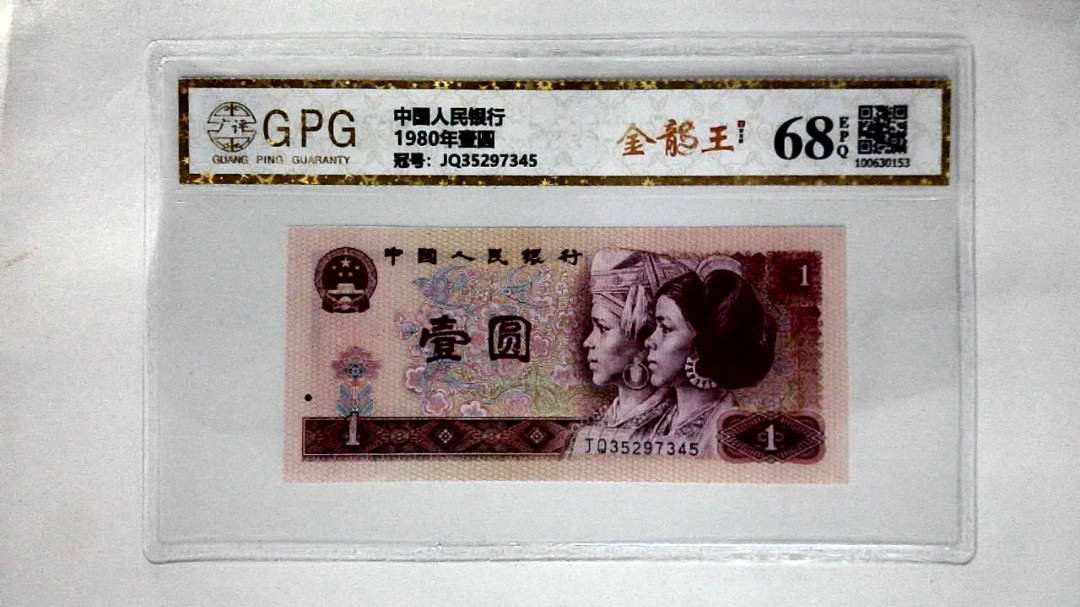 GPG
GUANG PING GUARANTY
中國人民银行
1980年壹圆
冠号：JQ35297345
金龍王
68
EPQ
100630153
中国人民银行
1
壹圆
1
JQ35297345
1